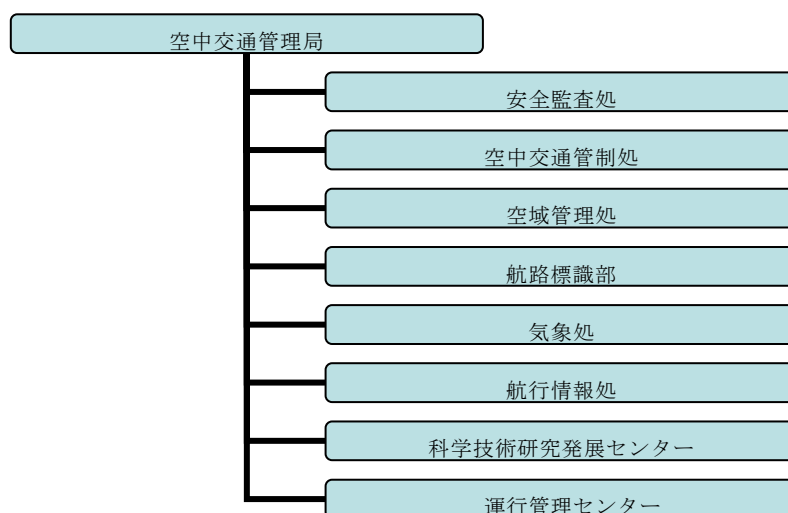 空中交通管理局
安全監査処
空中交通管制処
空域管理処
航路標識部
気象処
航行情報処
科学技術研究発展センター
運行管理センター